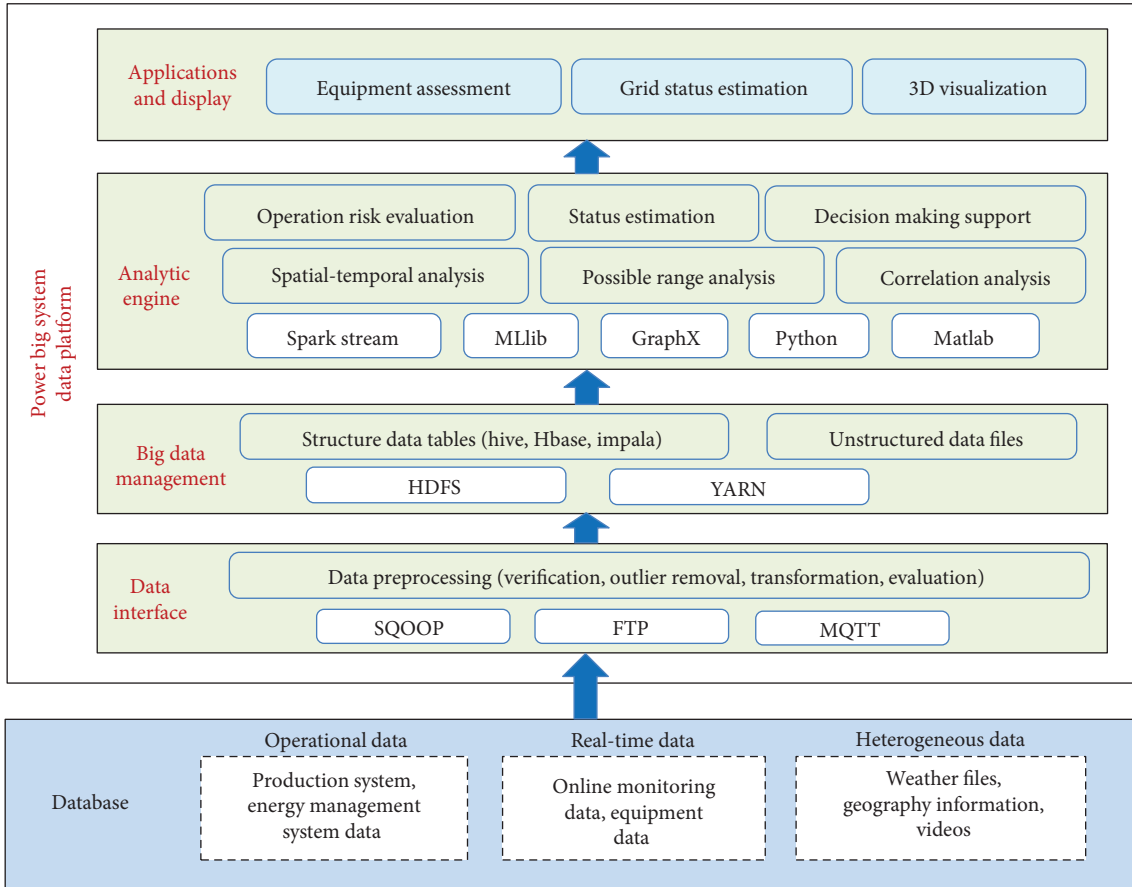 Power big system
data platform
Applications
and display
Equipment assessment
Grid status estimation
3D visualization
Analytic
engine
Operation risk evaluation
Status estimation
Decision making support
Spatial-temporal analysis
Possible range analysis
Correlation analysis
Spark stream
MLlib
GraphX
Python
Matlab
Big data
management
Structure data tables (hive, Hbase, impala)
Unstructured data files
HDFS
YARN
Data
interface
Data preprocessing (verification, outlier removal, transformation, evaluation)
SQOOP
FTP
MQTT
Database
Operational data
Production system,
energy management
system data
Real-time data
Online monitoring
data, equipment
data
Heterogeneous data
Weather files,
geography information,
videos